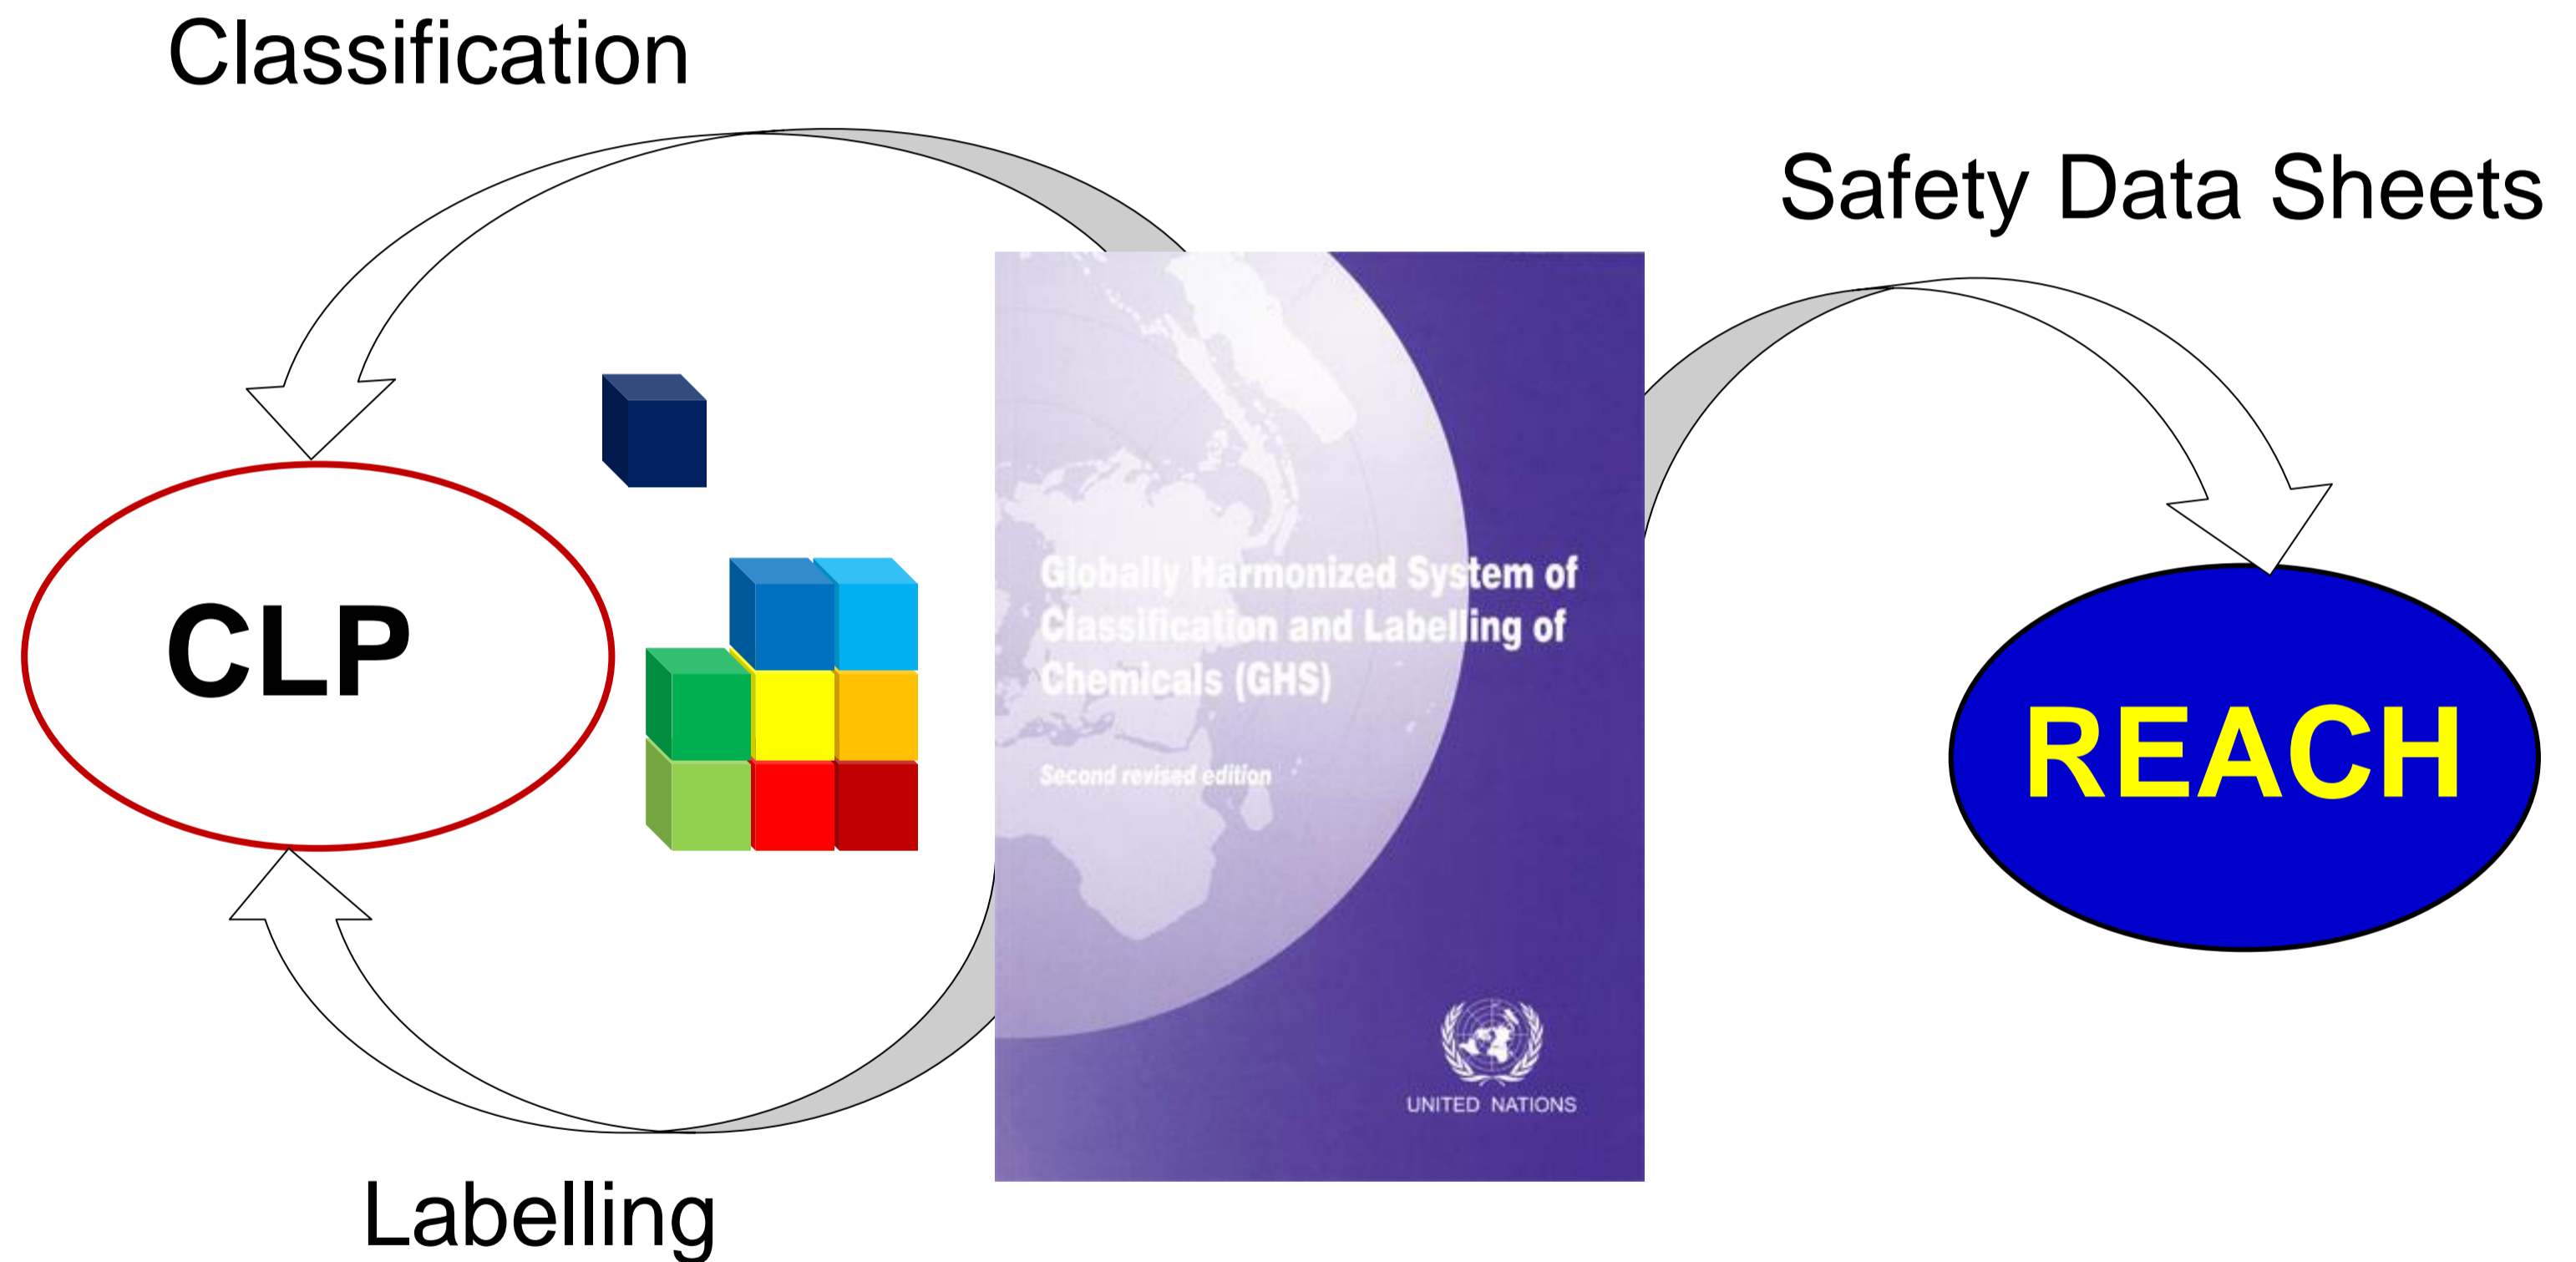 Classification
Safety Data Sheets
CLP
Globally Harmonized System of
Classification and Labelling of
Chemicals (GHS)
Second revised edition
UNITED NATIONS
REACH
Labelling